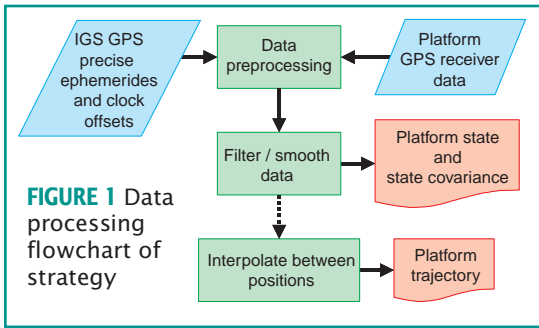 IGS GPS
precise
ephemerides
and clock
offsets
Data
preprocessing
Platform
GPS receiver
data
Filter / smooth
data
Platform state
and
state covariance
FIGURE 1 Data
processing
flowchart of
strategy
Interpolate between
positions
Platform
trajectory